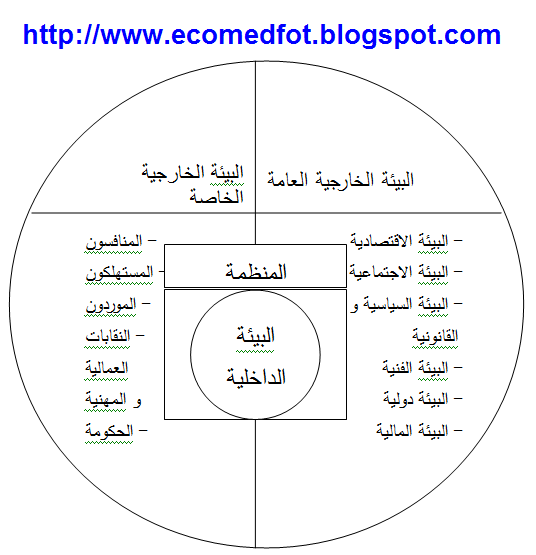 http://www.ecomedfot.blogspot.com
البيئة الخارجية العامة
البيئة الخارجية
الخاصة
- البيئة الاقتصادية
- البيئة الاجتماعية
- البيئة السياسية و
القانونية
- البيئة الفنية
- البيئة دولية
- البيئة المالية
المنظمة
البيئة
الداخلية
- المنافسون
- المستهلكون
- الموردون
- النقابات
العمالية
و المهنية
- الحكومة